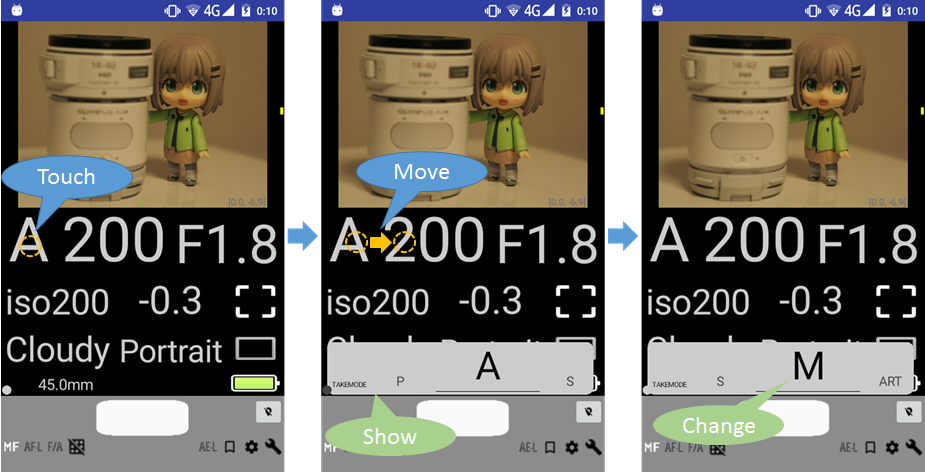 4G 0:10
4G 0:10
4G 0:10
14-42
OLYMPUS
Touch
[0.0, -6.9]
A 200 F1.8
iso200 -0.3
Cloudy Portrait
45.0mm
MF AF-L F/A AE-L
Move
[0.0, -6.9]
A 200 F1.8
iso200 -0.3
TAKEMODE P A S
Show
MF AF-L F/A AE-L
[0.0, -6.9]
A 200 F1.8
iso200 -0.3
TAKEMODE S M ART
Change
MF AF-L F/A AE-L